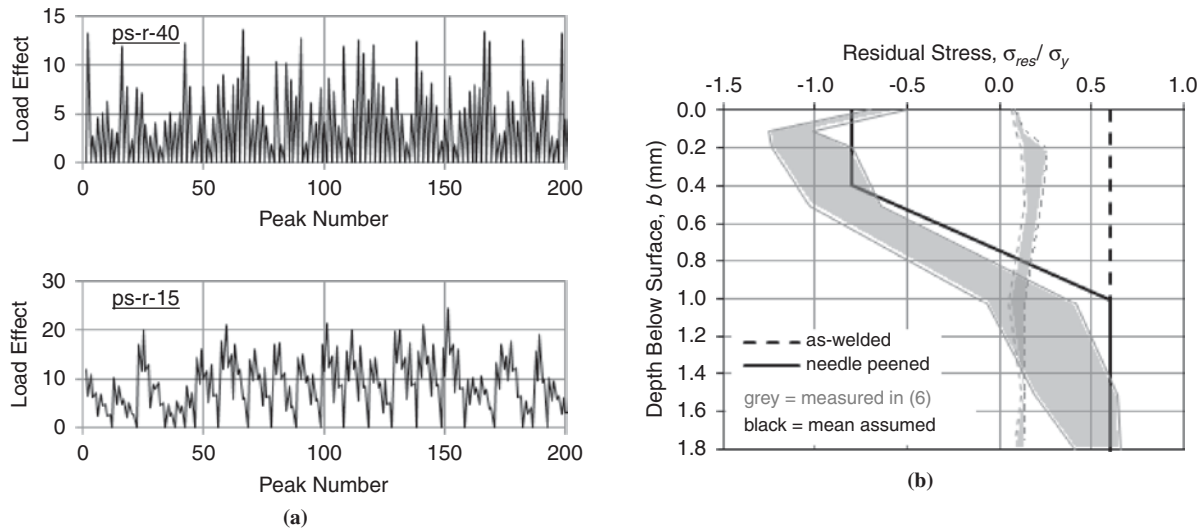 15
10
5
0
Load Effect
ps-r-40
0
50
100
150
200
Peak Number
30
20
10
0
Load Effect
ps-r-15
0
50
100
150
200
Peak Number
(a)
Residual Stress, σres/ σy
-1.5
-1.0
-0.5
0.0
0.5
1.0
0.0
0.2
0.4
0.6
0.8
1.0
1.2
1.4
1.6
1.8
Depth Below Surface, b (mm)
as-welded
needle peened
grey = measured in (6)
black = mean assumed
(b)